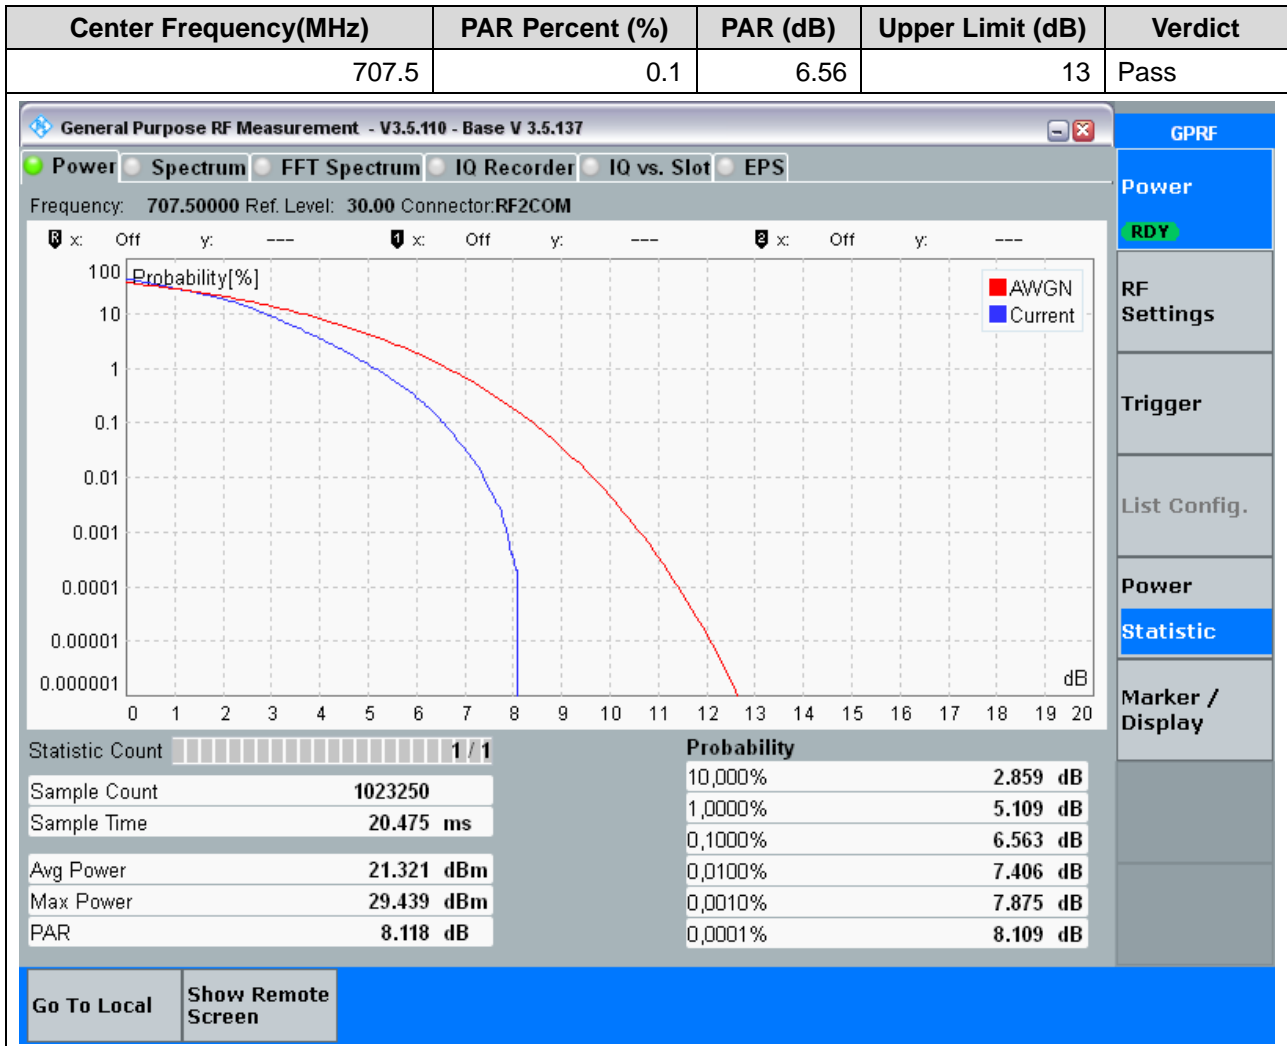 Center Frequency(MHz) PAR Percent (%) PAR (dB) Upper Limit (dB) Verdict
707.5 0.1 6.56 13 Pass
General Purpose RF Measurement - V3.5.110 - Base V 3.5.137
GPRF
Power Spectrum FFT Spectrum IQ Recorder IQ vs. Slot EPS
Frequency: 707.50000 Ref. Level: 30.00 Connector:RF2COM
R x: Off y: --- 1 x: Off y: --- 2 x: Off y: ---
Probability[%]
AWGN
Current
100
10
1
0.1
0.01
0.001
0.0001
0.00001
0.000001
dB
0 1 2 3 4 5 6 7 8 9 10 11 12 13 14 15 16 17 18 19 20
Statistic Count 1 / 1
Sample Count 1023250
Sample Time 20.475 ms
Avg Power 21.321 dBm
Max Power 29.439 dBm
PAR 8.118 dB
Probability
10,000% 2.859 dB
1,0000% 5.109 dB
0,1000% 6.563 dB
0,0100% 7.406 dB
0,0010% 7.875 dB
0,0001% 8.109 dB
Power
RDY
RF
Settings
Trigger
List Config.
Power
Statistic
Marker /
Display
Go To Local
Show Remote
Screen